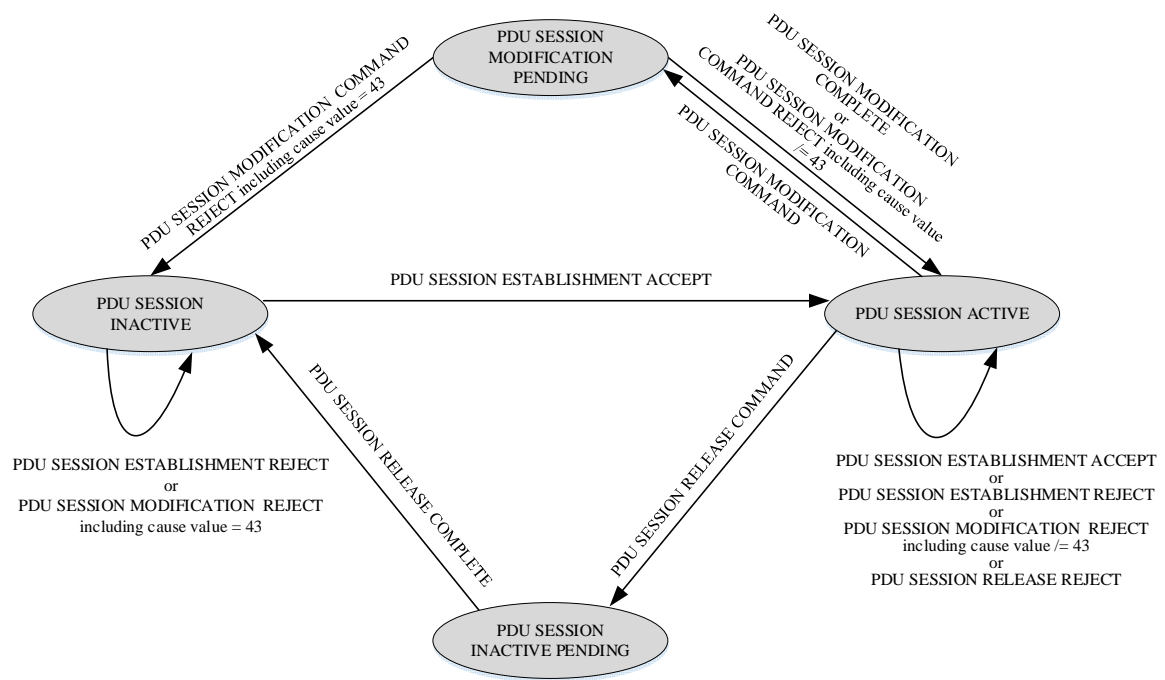 PDU SESSION
MODIFICATION
PENDING
PDU SESSION MODIFICATION  COMMAND
REJECT including cause value = 43
PDU SESSION MODIFICATION
COMPLETE
or
PDU SESSION MODIFICATION
COMMAND REJECT including cause value
/= 43
PDU SESSION MODIFICATION
COMMAND
PDU SESSION ESTABLISHMENT ACCEPT
PDU SESSION
INACTIVE
PDU SESSION ACTIVE
PDU SESSION RELEASE COMPLETE
PDU SESSION RELEASE COMMAND
PDU SESSION ESTABLISHMENT REJECT
or
PDU SESSION MODIFICATION  REJECT
including cause value = 43
PDU SESSION ESTABLISHMENT ACCEPT
or
PDU SESSION ESTABLISHMENT REJECT
or
PDU SESSION MODIFICATION  REJECT
including cause value /= 43
or
PDU SESSION RELEASE REJECT
PDU SESSION
INACTIVE PENDING